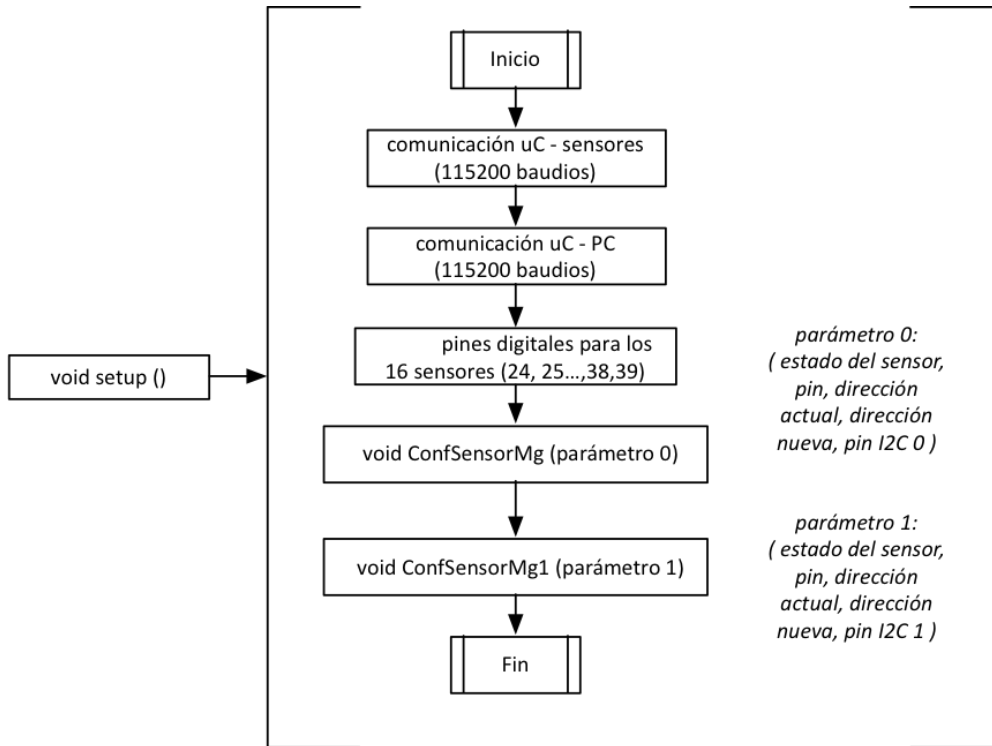 Inicio
comunicación uC - sensores
(115200 baudios)
comunicación uC - PC
(115200 baudios)
pines digitales para los
16 sensores (24, 25...,38,39)
void setup ()
void ConfSensorMg (parámetro 0)
void ConfSensorMg1 (parámetro 1)
Fin
parámetro 0:
( estado del sensor,
pin, dirección
actual, dirección
nueva, pin I2C 0 )
parámetro 1:
( estado del sensor,
pin, dirección
actual, dirección
nueva, pin I2C 1 )